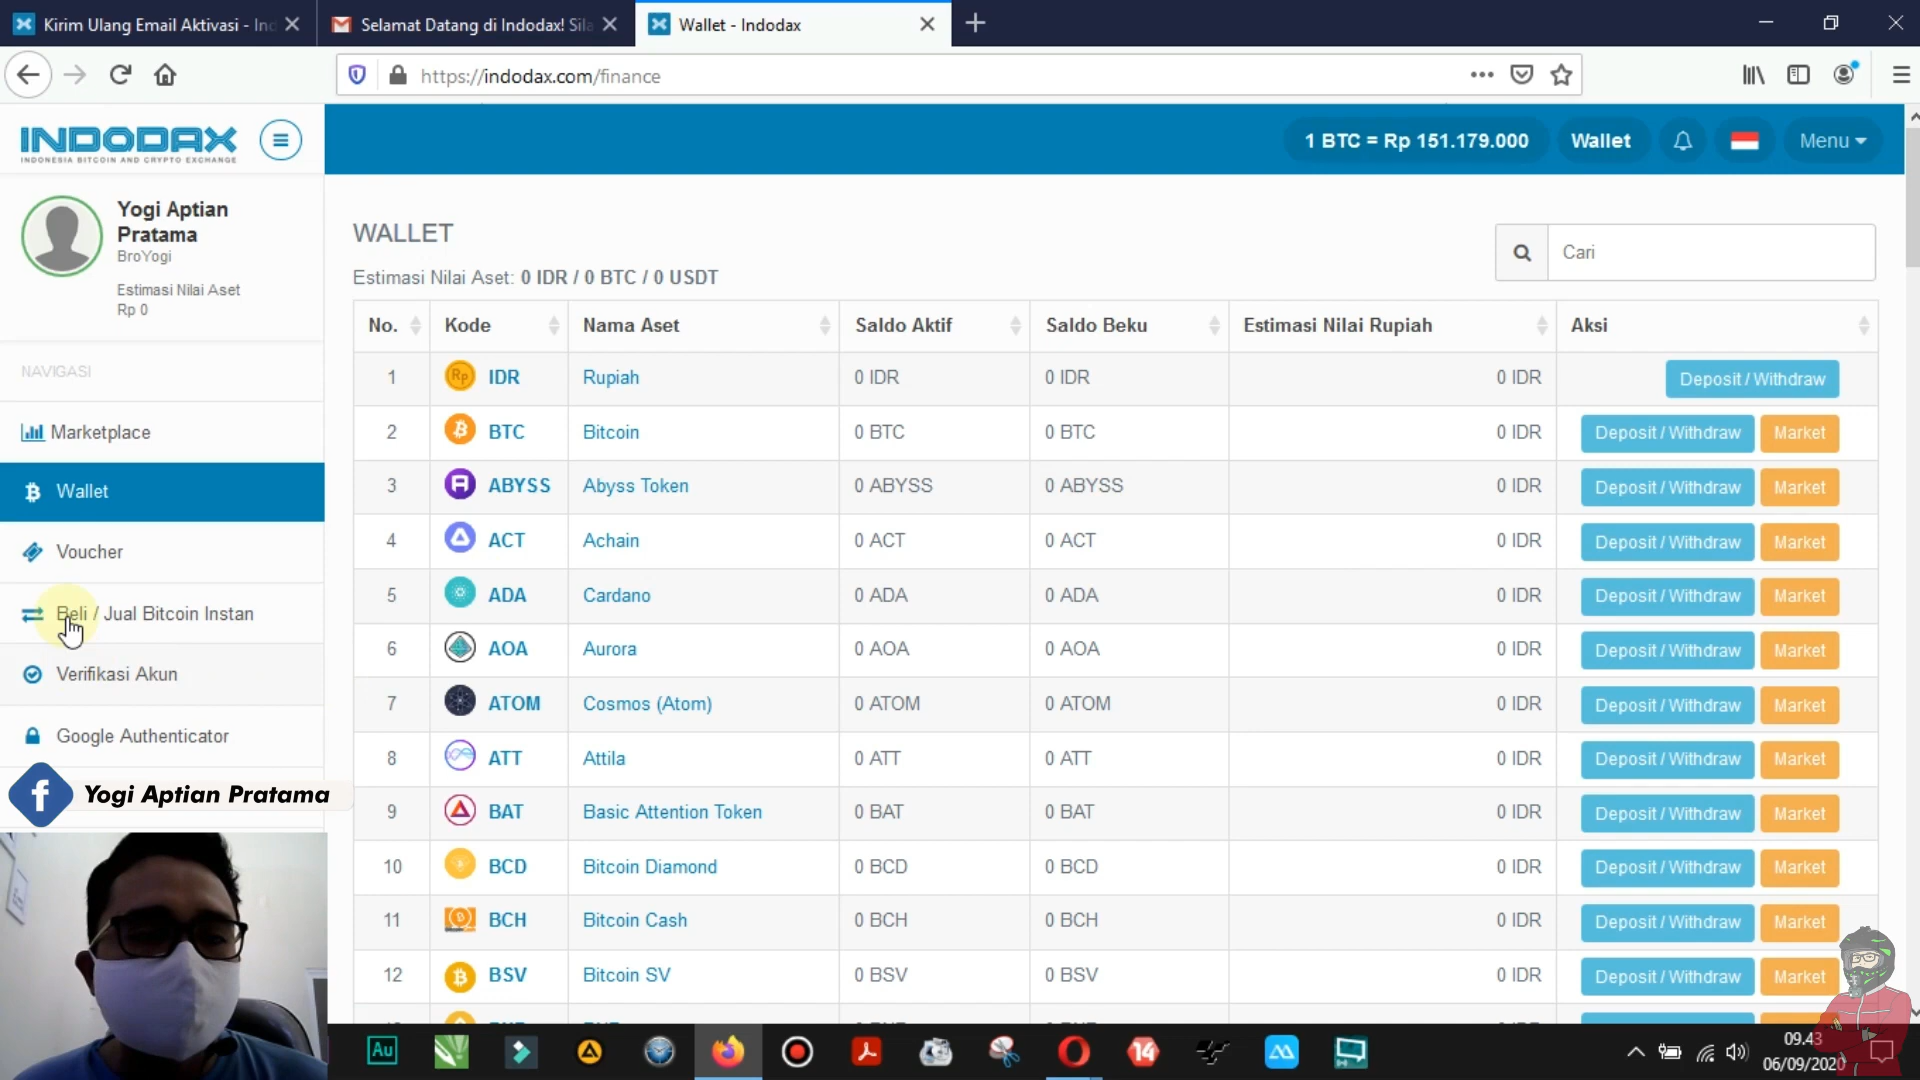 Kirim Ulang Email Aktivasi - Ind
Selamat Datang di Indodax! Sila
Wallet - Indodax
https://indodax.com/finance
INDODAX
INDONESIA BITCOIN AND CRYPTO EXCHANGE
1 BTC = Rp 151.179.000
Wallet
Menu
Yogi Aptian
Pratama
BroYogi
Estimasi Nilai Aset
Rp 0
NAVIGASI
Marketplace
Wallet
Voucher
Beli / Jual Bitcoin Instan
Verifikasi Akun
Google Authenticator
f Yogi Aptian Pratama
WALLET
Cari
Estimasi Nilai Aset: 0 IDR / 0 BTC / 0 USDT
No. Kode Nama Aset Saldo Aktif Saldo Beku Estimasi Nilai Rupiah Aksi
1 Rp IDR Rupiah 0 IDR 0 IDR 0 IDR Deposit / Withdraw
2 BTC Bitcoin 0 BTC 0 BTC 0 IDR Deposit / Withdraw Market
3 ABYSS Abyss Token 0 ABYSS 0 ABYSS 0 IDR Deposit / Withdraw Market
4 ACT Achain 0 ACT 0 ACT 0 IDR Deposit / Withdraw Market
5 ADA Cardano 0 ADA 0 ADA 0 IDR Deposit / Withdraw Market
6 AOA Aurora 0 AOA 0 AOA 0 IDR Deposit / Withdraw Market
7 ATOM Cosmos (Atom) 0 ATOM 0 ATOM 0 IDR Deposit / Withdraw Market
8 ATT Attila 0 ATT 0 ATT 0 IDR Deposit / Withdraw Market
9 BAT Basic Attention Token 0 BAT 0 BAT 0 IDR Deposit / Withdraw Market
10 BCD Bitcoin Diamond 0 BCD 0 BCD 0 IDR Deposit / Withdraw Market
11 BCH Bitcoin Cash 0 BCH 0 BCH 0 IDR Deposit / Withdraw Market
12 BSV Bitcoin SV 0 BSV 0 BSV 0 IDR Deposit / Withdraw Market
Au
14
09.43
06/09/2020